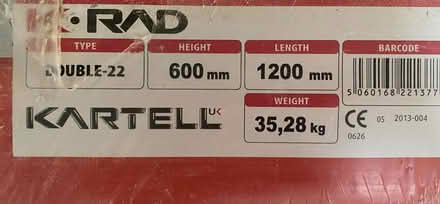 K·RAD
TYPE HEIGHT LENGTH BARCODE
DOUBLE-22 600 mm 1200 mm
5 060168 221377
WEIGHT
KARTELL UK 35,28 kg CE 05 2013-004
0626